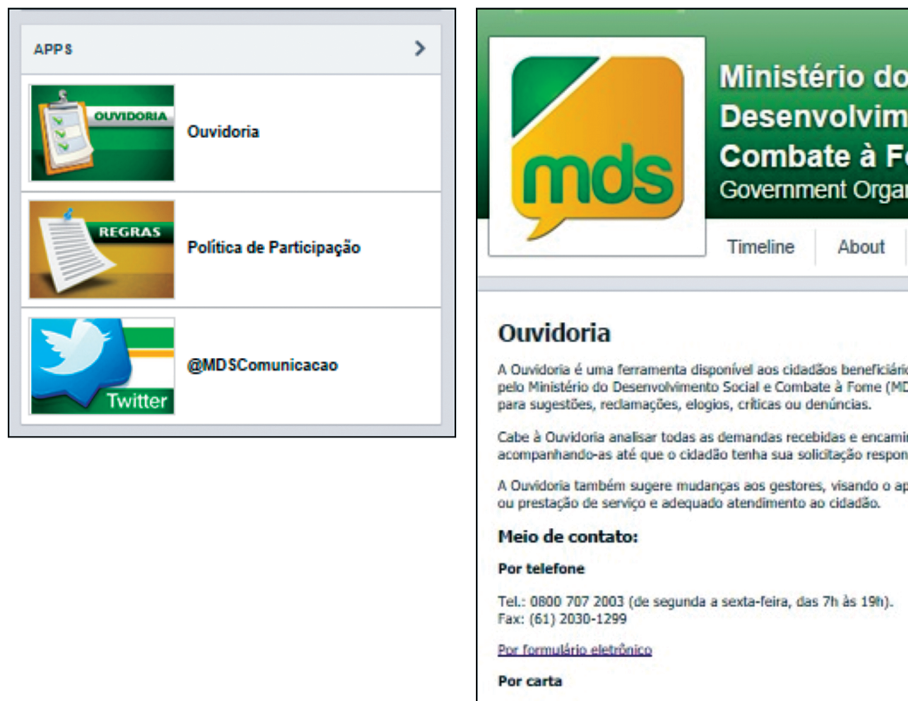 APPS
OUVIDORIA
Ouvidoria
REGRAS
Política de Participação
@MDSComunicacao
Twitter
mds
Ministério do
Desenvolvim
Combate à Fo
Government Organ
Timeline
About
Ouvidoria
A Ouvidoria é uma ferramenta disponível aos cidadãos beneficiário
pelo Ministério do Desenvolvimento Social e Combate à Fome (MD
para sugestões, reclamações, elogios, críticas ou denúncias.
Cabe à Ouvidoria analisar todas as demandas recebidas e encamin
acompanhando-as até que o cidadão tenha sua solicitação respon
A Ouvidoria também sugere mudanças aos gestores, visando o ap
ou prestação de serviço e adequado atendimento ao cidadão.
Meio de contato:
Por telefone
Tel.: 0800 707 2003 (de segunda a sexta-feira, das 7h às 19h).
Fax: (61) 2030-1299
Por formulário eletrônico
Por carta